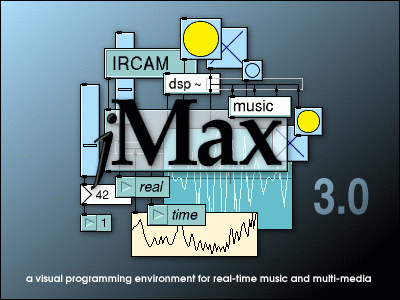 IRCAM
dsp ~
music
jMax
42
real
1
time
3.0
a visual programming environment for real-time music and multi-media